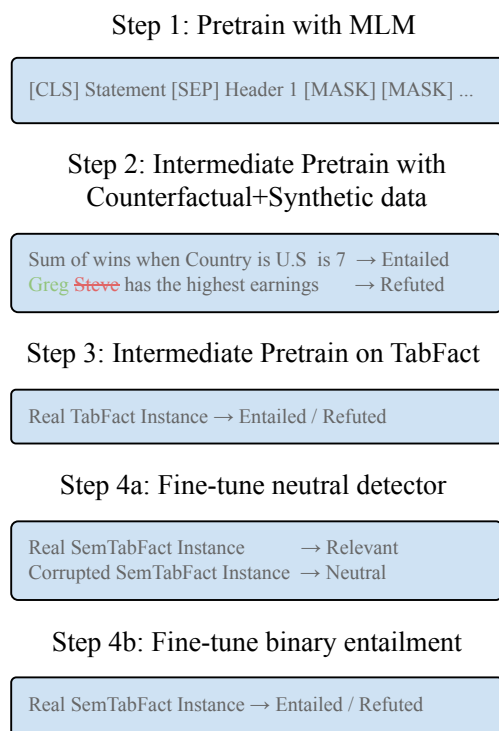 Step 1: Pretrain with MLM
[CLS] Statement [SEP] Header 1 [MASK] [MASK] ...
Step 2: Intermediate Pretrain with
Counterfactual+Synthetic data
Sum of wins when Country is U.S is 7 → Entailed
Greg Steve has the highest earnings → Refuted
Step 3: Intermediate Pretrain on TabFact
Real TabFact Instance → Entailed / Refuted
Step 4a: Fine-tune neutral detector
Real SemTabFact Instance → Relevant
Corrupted SemTabFact Instance → Neutral
Step 4b: Fine-tune binary entailment
Real SemTabFact Instance → Entailed / Refuted